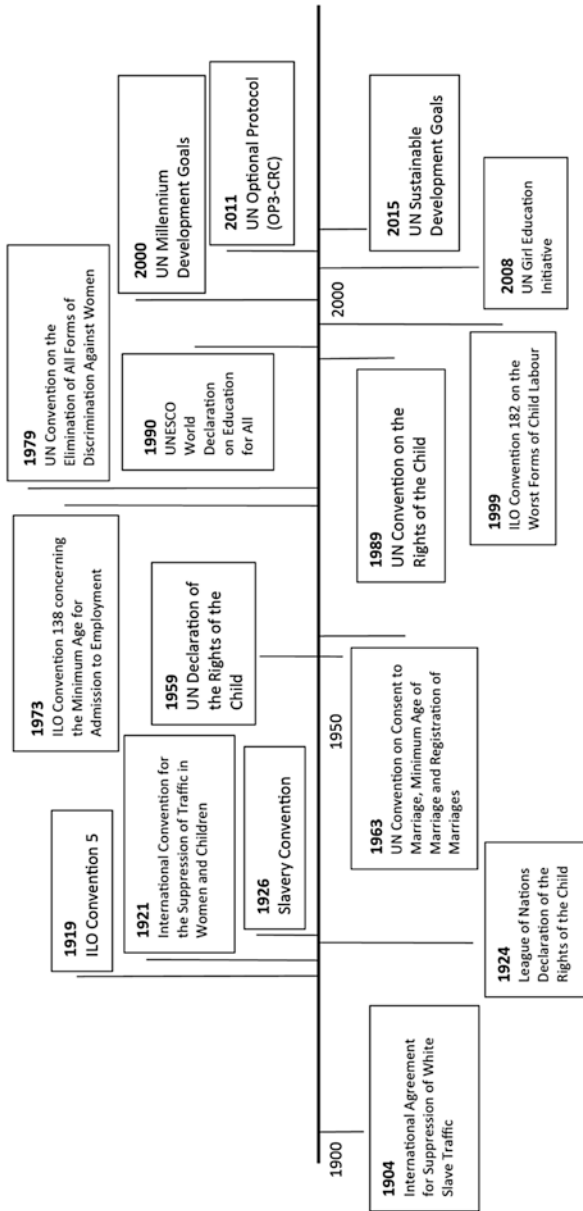 1919
ILO Convention 5
1921
International Convention for
the Suppression of Traffic in
Women and Children
1926
Slavery Convention
1973
ILO Convention 138 concerning
the Minimum Age for
Admission to Employment
1959
UN Declaration of
the Rights of the
Child
1979
UN Convention on the
Elimination of All Forms of
Discrimination Against Women
1990
UNESCO
World
Declaration
on Education
for All
2000
UN Millennium
Development Goals
2011
UN Optional Protocol
(OP3-CRC)
1900
1950
2000
1904
International Agreement
for Suppression of White
Slave Traffic
1924
League of Nations
Declaration of the
Rights of the Child
1963
UN Convention on Consent to
Marriage, Minimum Age of
Marriage and Registration of
Marriages
1989
UN Convention on the
Rights of the Child
1999
ILO Convention 182 on the
Worst Forms of Child Labour
2008
UN Girl Education
Initiative
2015
UN Sustainable
Development Goals